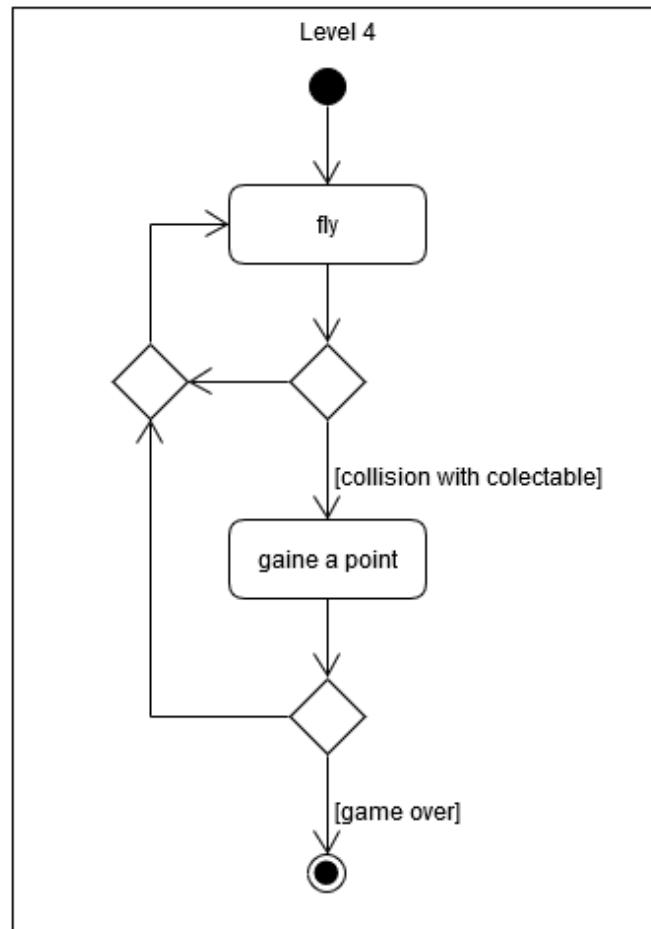 Level 4
fly
[collision with colectable]
gaine a point
[game over]